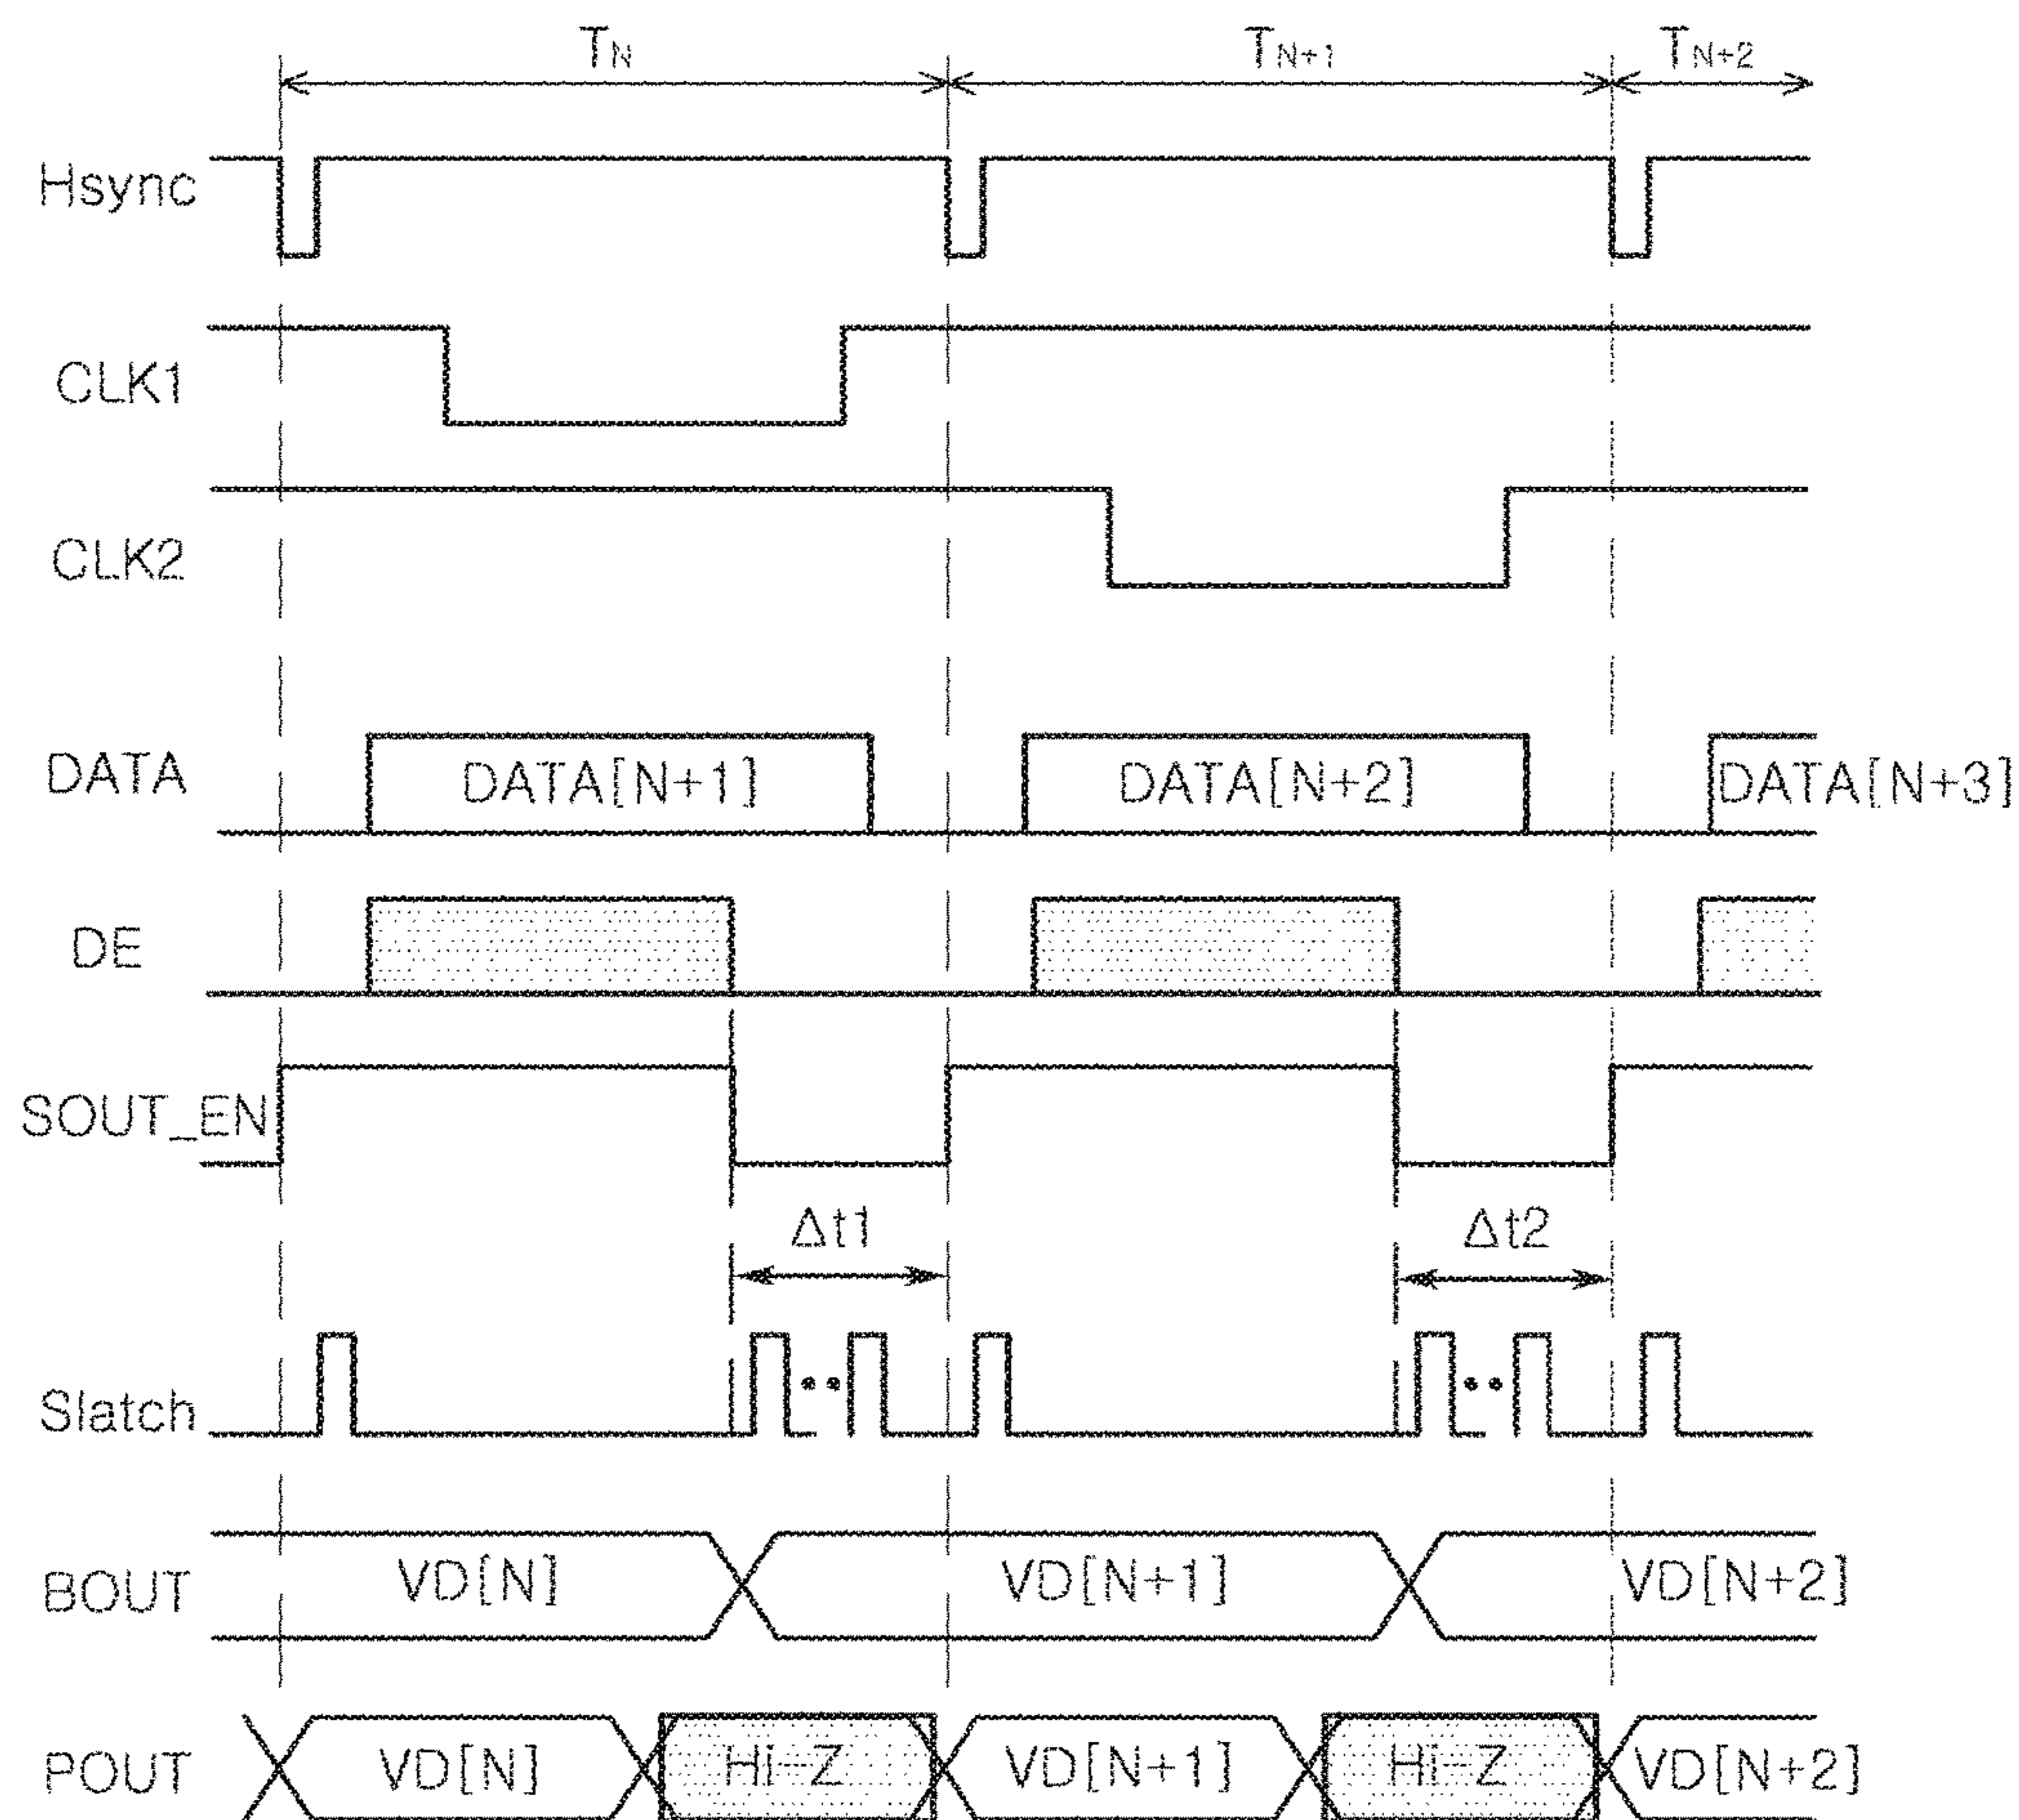 TN TN+1 TN+2
Hsync
CLK1
CLK2
DATA DATA[N+1] DATA[N+2] DATA[N+3]
DE
SOUT_EN
Δt1 Δt2
Slatch
BOUT VD[N] VD[N+1] VD[N+2]
POUT VD[N] Hi-Z VD[N+1] Hi-Z VD[N+2]